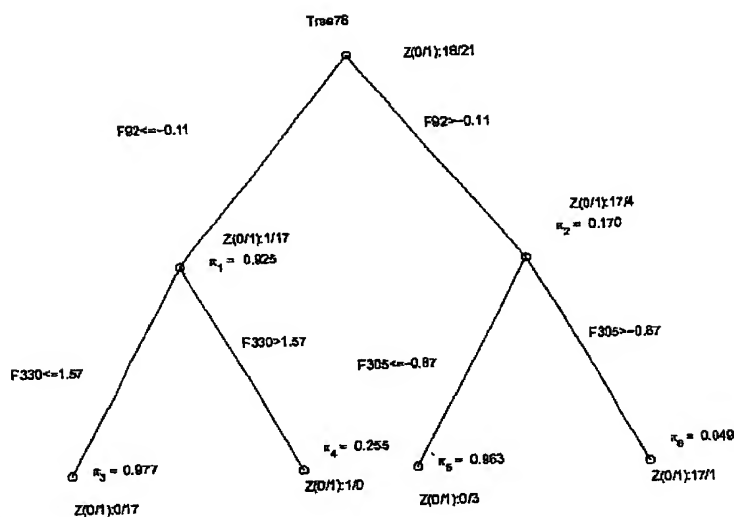 Tree76
Z(0/1):18/21
F92<=-0.11
F92>-0.11
Z(0/1):17/4
π2 = 0.170
Z(0/1):1/17
π1 = 0.925
F330<=1.57
F330>1.57
F305<=-0.87
F305>-0.87
π3 = 0.977
π4 = 0.255
π5 = 0.863
π6 = 0.049
Z(0/1):0/17
Z(0/1):1/0
Z(0/1):0/3
Z(0/1):17/1